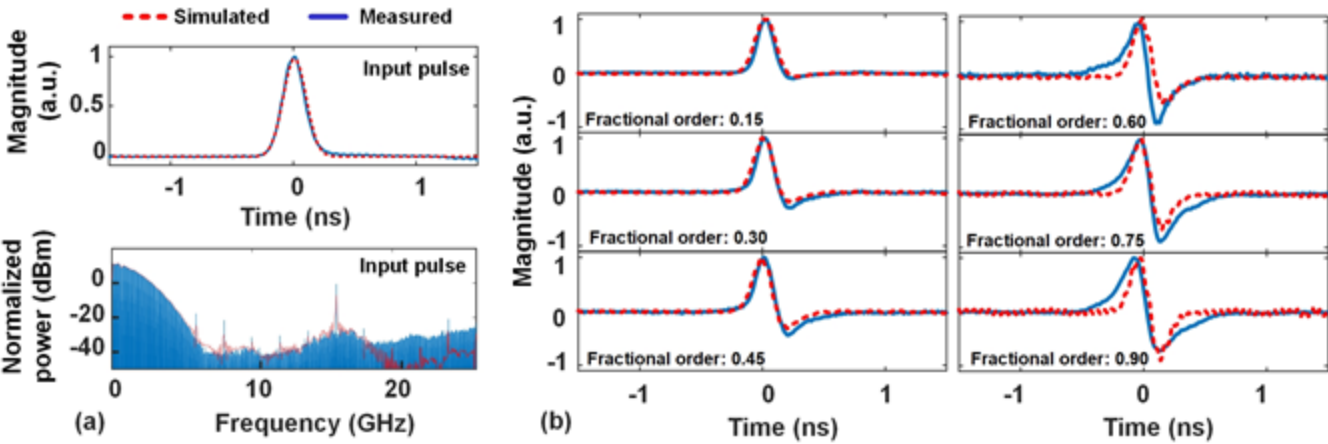 Simulated Measured
Magnitude
(a.u.)
1
0.5
0
Input pulse
-1 0 1
Time (ns)
Normalized
power (dBm)
0
-20
-40
Input pulse
0 10 20
(a) Frequency (GHz)
Magnitude (a.u.)
1
0
-1
Fractional order: 0.15
1
0
-1
Fractional order: 0.30
1
0
-1
Fractional order: 0.45
-1 0 1
(b) Time (ns)
Fractional order: 0.60
Fractional order: 0.75
Fractional order: 0.90
-1 0 1
Time (ns)